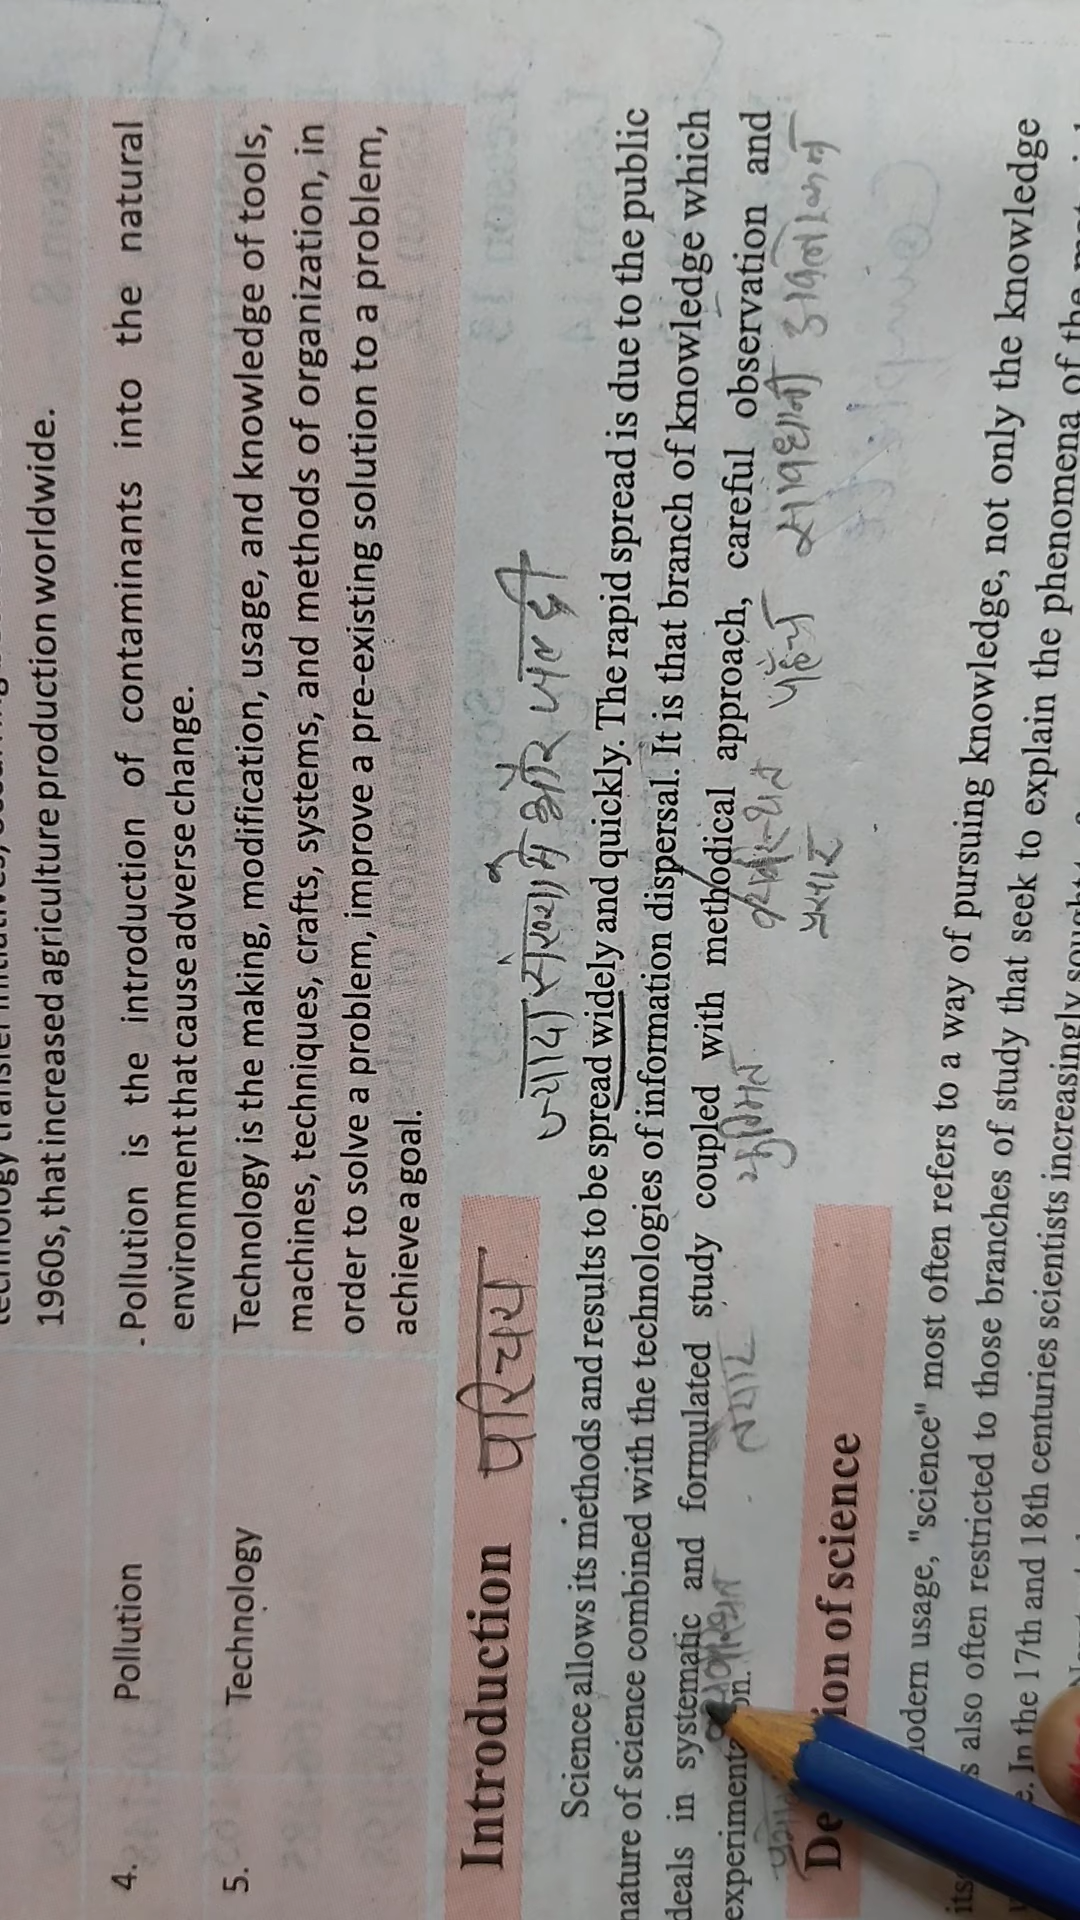 1960s, that increased agriculture production worldwide.
4. Pollution - Pollution is the introduction of contaminants into the natural
environment that cause adverse change.
5. Technology Technology is the making, modification, usage, and knowledge of tools,
machines, techniques, crafts, systems, and methods of organization, in
order to solve a problem, improve a pre-existing solution to a problem,
achieve a goal.
Introduction परिचय
ज्यादा संख्या में और जल्दी
Science allows its methods and results to be spread widely and quickly. The rapid spread is due to the public
nature of science combined with the technologies of information dispersal. It is that branch of knowledge which
deals in systematic and formulated study coupled with methodical approach, careful observation and
तैयार सावधानी अवलोकन
प्रसार
ion of science
modern usage, "science" most often refers to a way of pursuing knowledge, not only the knowledge
also often restricted to those branches of study that seek to explain the phenomena of the
In the 17th and 18th centuries scientists increasingly sought